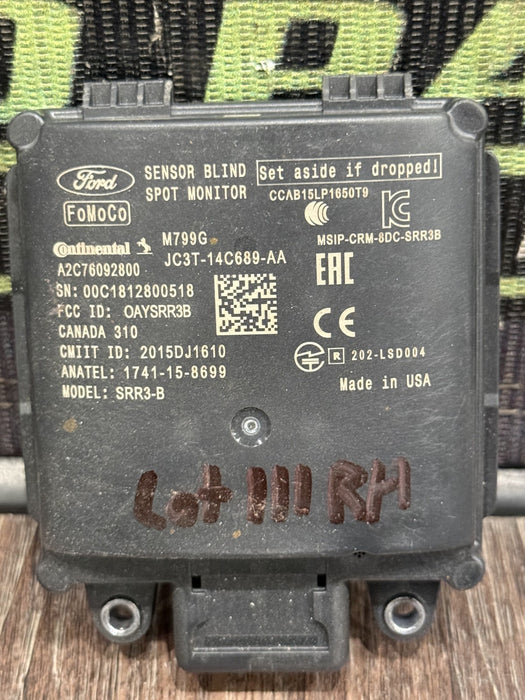 SENSOR BLIND
SPOT MONITOR
Set aside if dropped!
Ford
FoMoCo
CCAB15LP1650T9
MSIP-CRM-8DC-SRR3B
Continental
M799G
JC3T-14C689-AA
A2C76092800
SN: 00C1812800518
FCC ID: OAYSRR3B
CANADA 310
CMIIT ID: 2015DJ1610
ANATEL: 1741-15-8699
MODEL: SRR3-B
EAC
CE
R 202-LSD004
Made in USA
Lot 111 RH